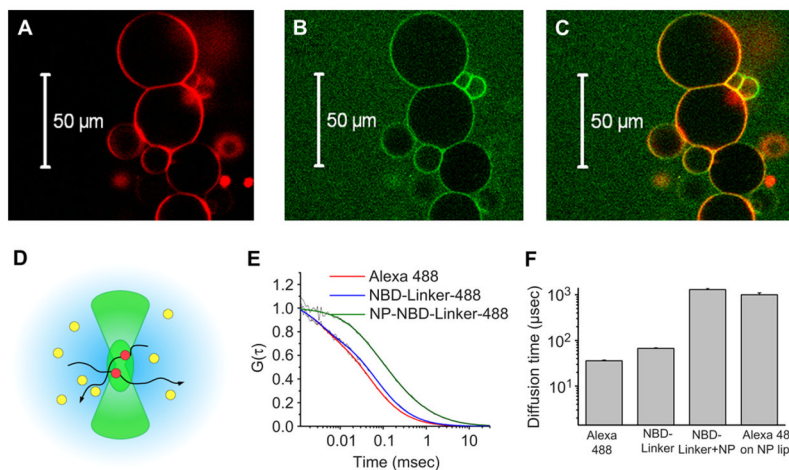 A
50 µm
B
50 µm
C
50 µm
D
E
Alexa 488
NBD-Linker-488
NP-NBD-Linker-488
1.2
1.0
0.8
0.6
0.4
0.2
0.0
G(τ)
0.01
0.1
1
10
Time (msec)
F
Diffusion time (µsec)
10³
10²
10¹
Alexa
488
NBD-
Linker
NBD-
Linker+NP
Alexa 48
on NP lip